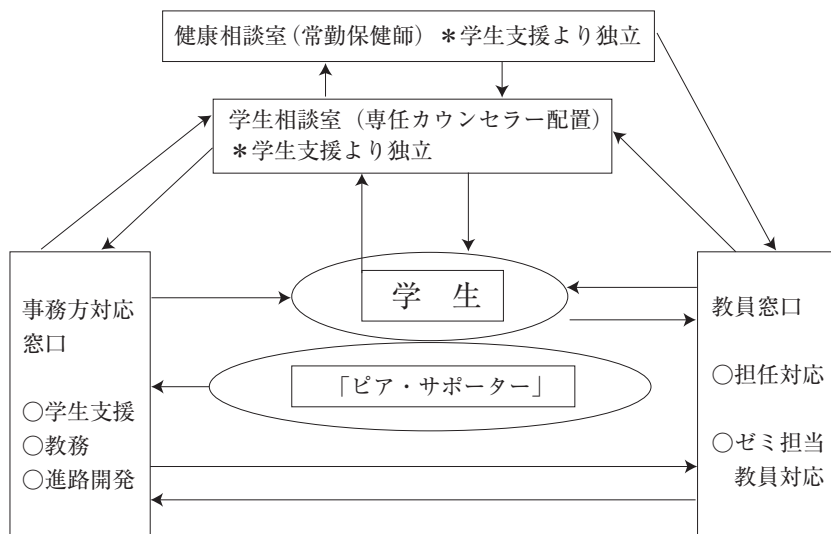 健康相談室（常勤保健師） ＊学生支援より独立
学生相談室（専任カウンセラー配置）
＊学生支援より独立
事務方対応
窓口
○学生支援
○教務
○進路開発
学　生
「ピア・サポーター」
教員窓口
○担任対応
○ゼミ担当
教員対応